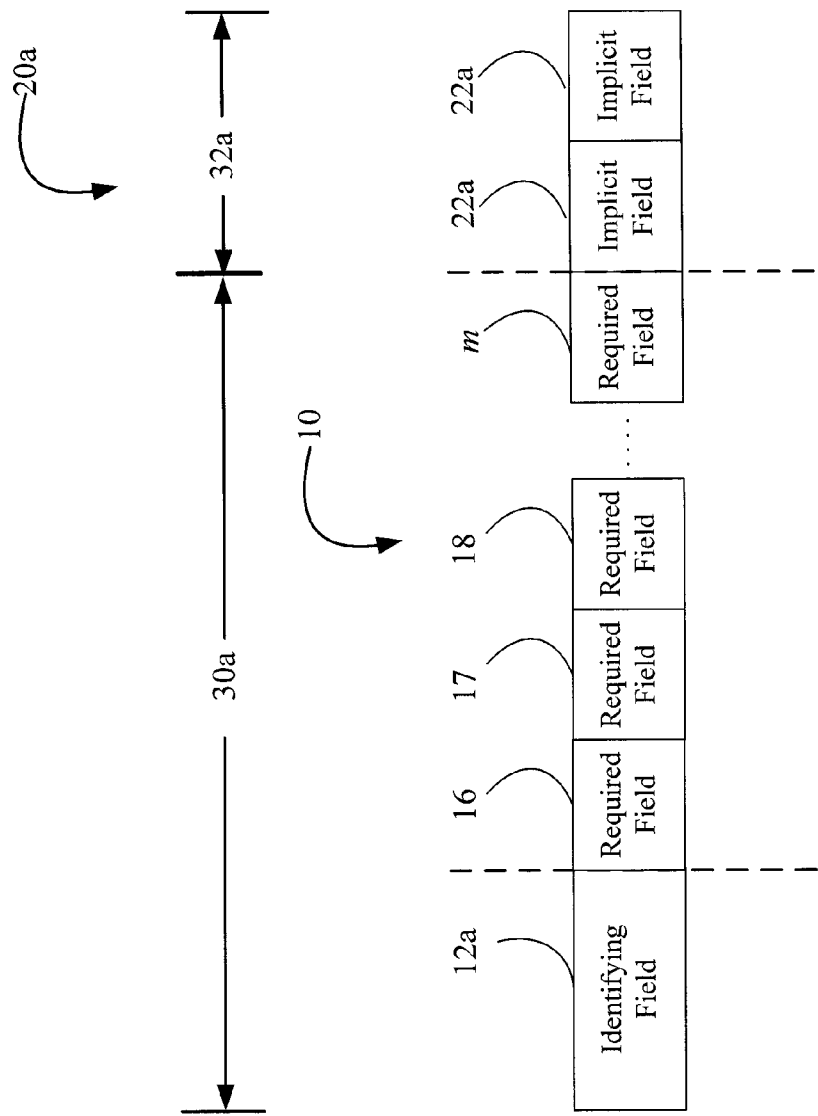 20a
30a
32a
10
12a
16
17
18
m
22a
22a
Identifying
Field
Required
Field
Required
Field
Required
Field
.....
Required
Field
Implicit
Field
Implicit
Field